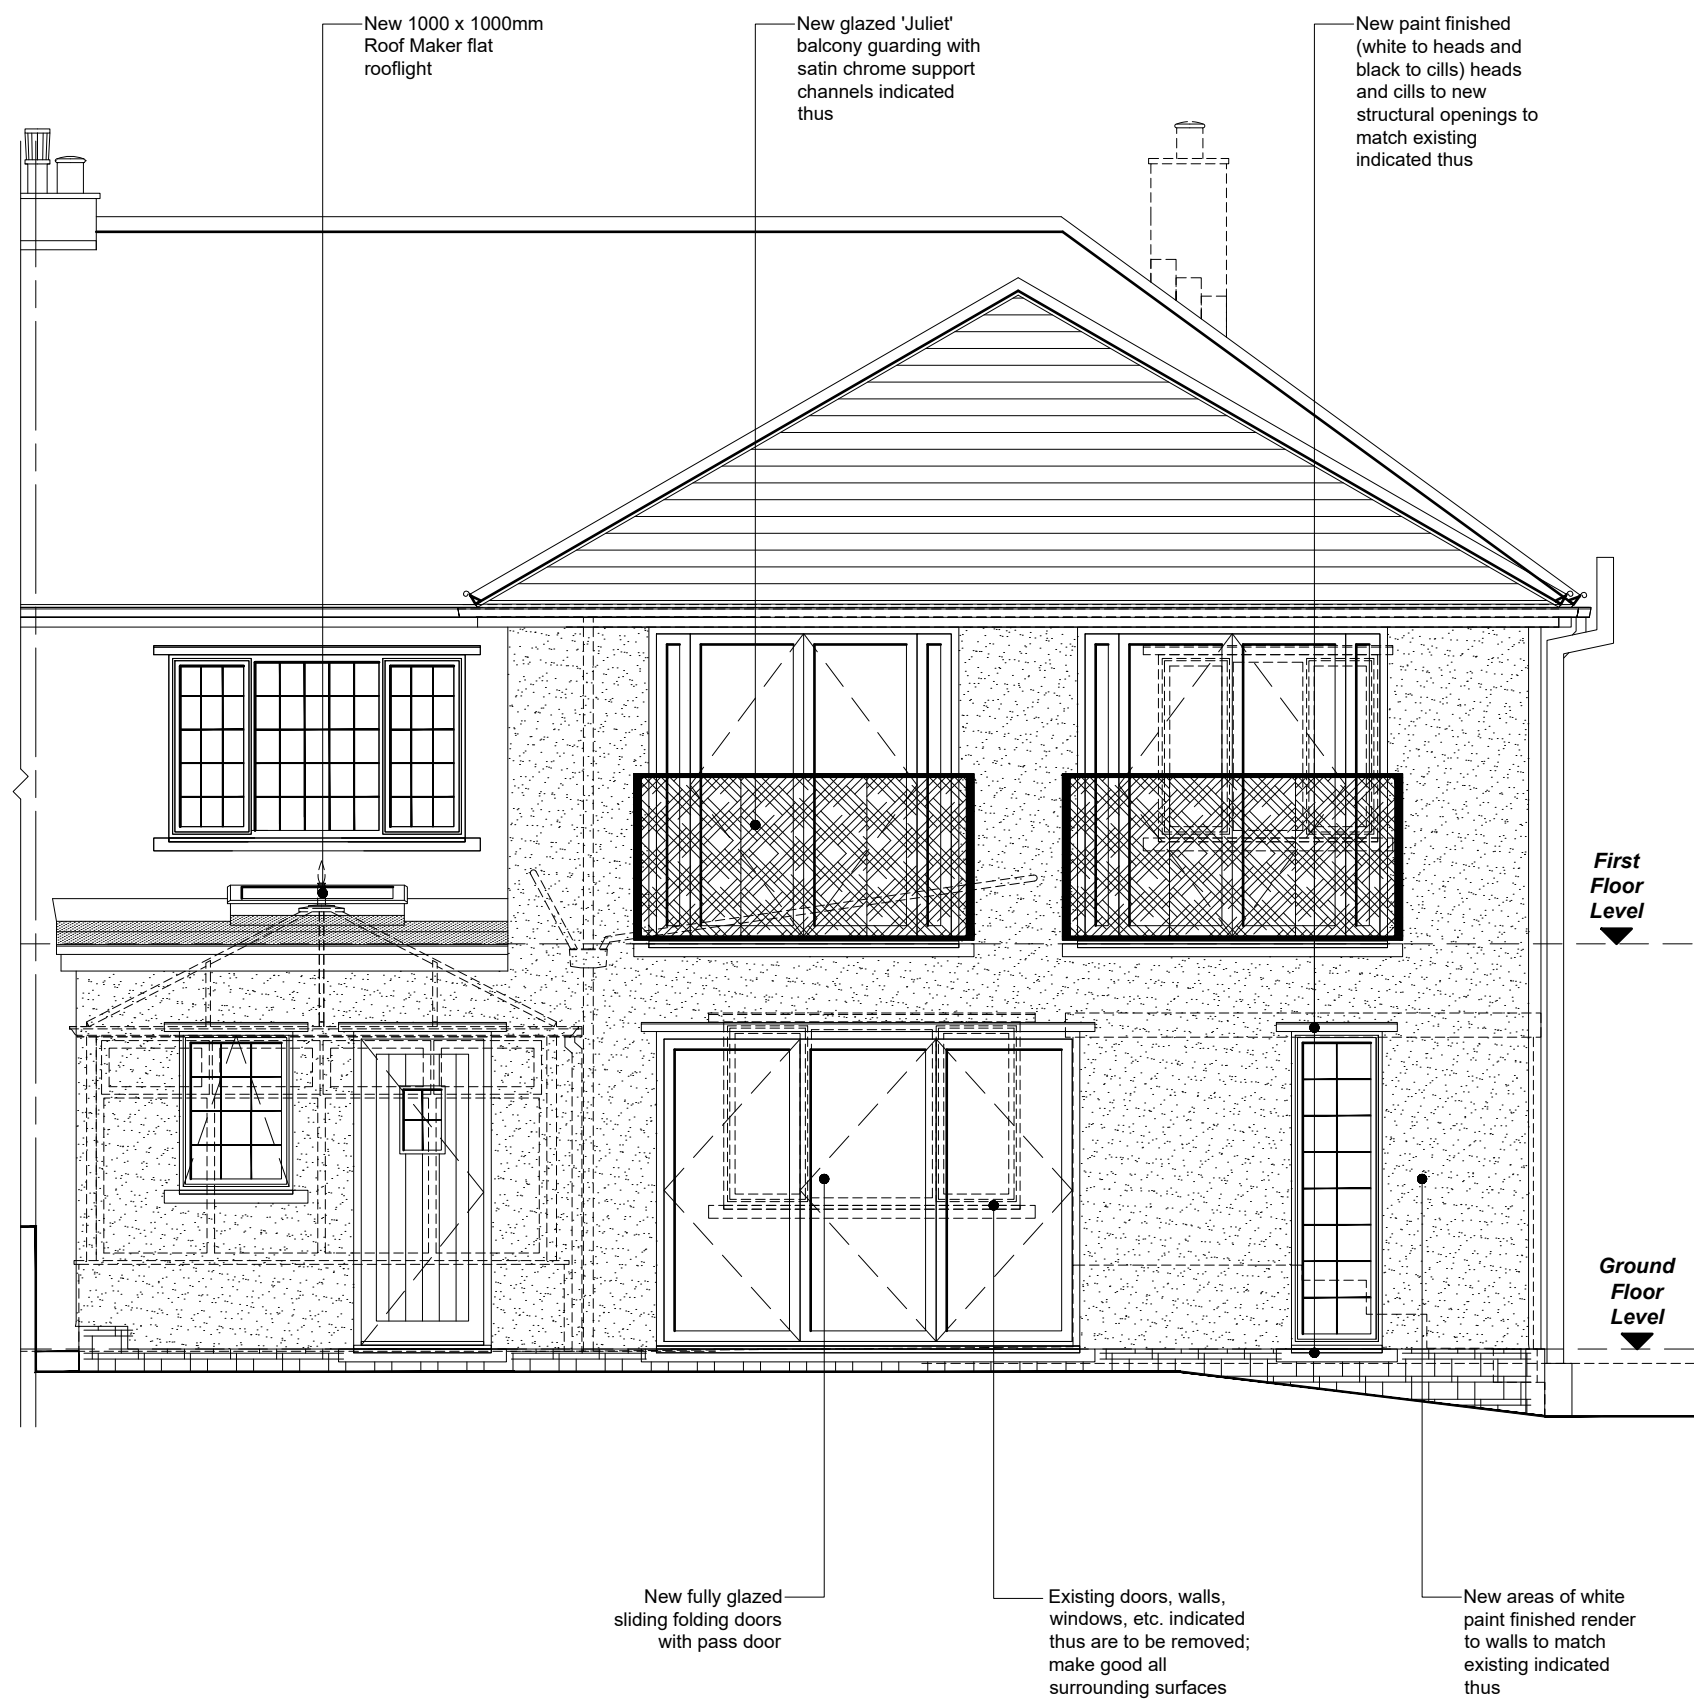 New 1000 x 1000mm
Roof Maker flat
rooflight
New glazed 'Juliet'
balcony guarding with
satin chrome support
channels indicated
thus
New paint finished
(white to heads and
black to cills) heads
and cills to new
structural openings to
match existing
indicated thus
First
Floor
Level
Ground
Floor
Level
New fully glazed
sliding folding doors
with pass door
Existing doors, walls,
windows, etc. indicated
thus are to be removed;
make good all
surrounding surfaces
New areas of white
paint finished render
to walls to match
existing indicated
thus